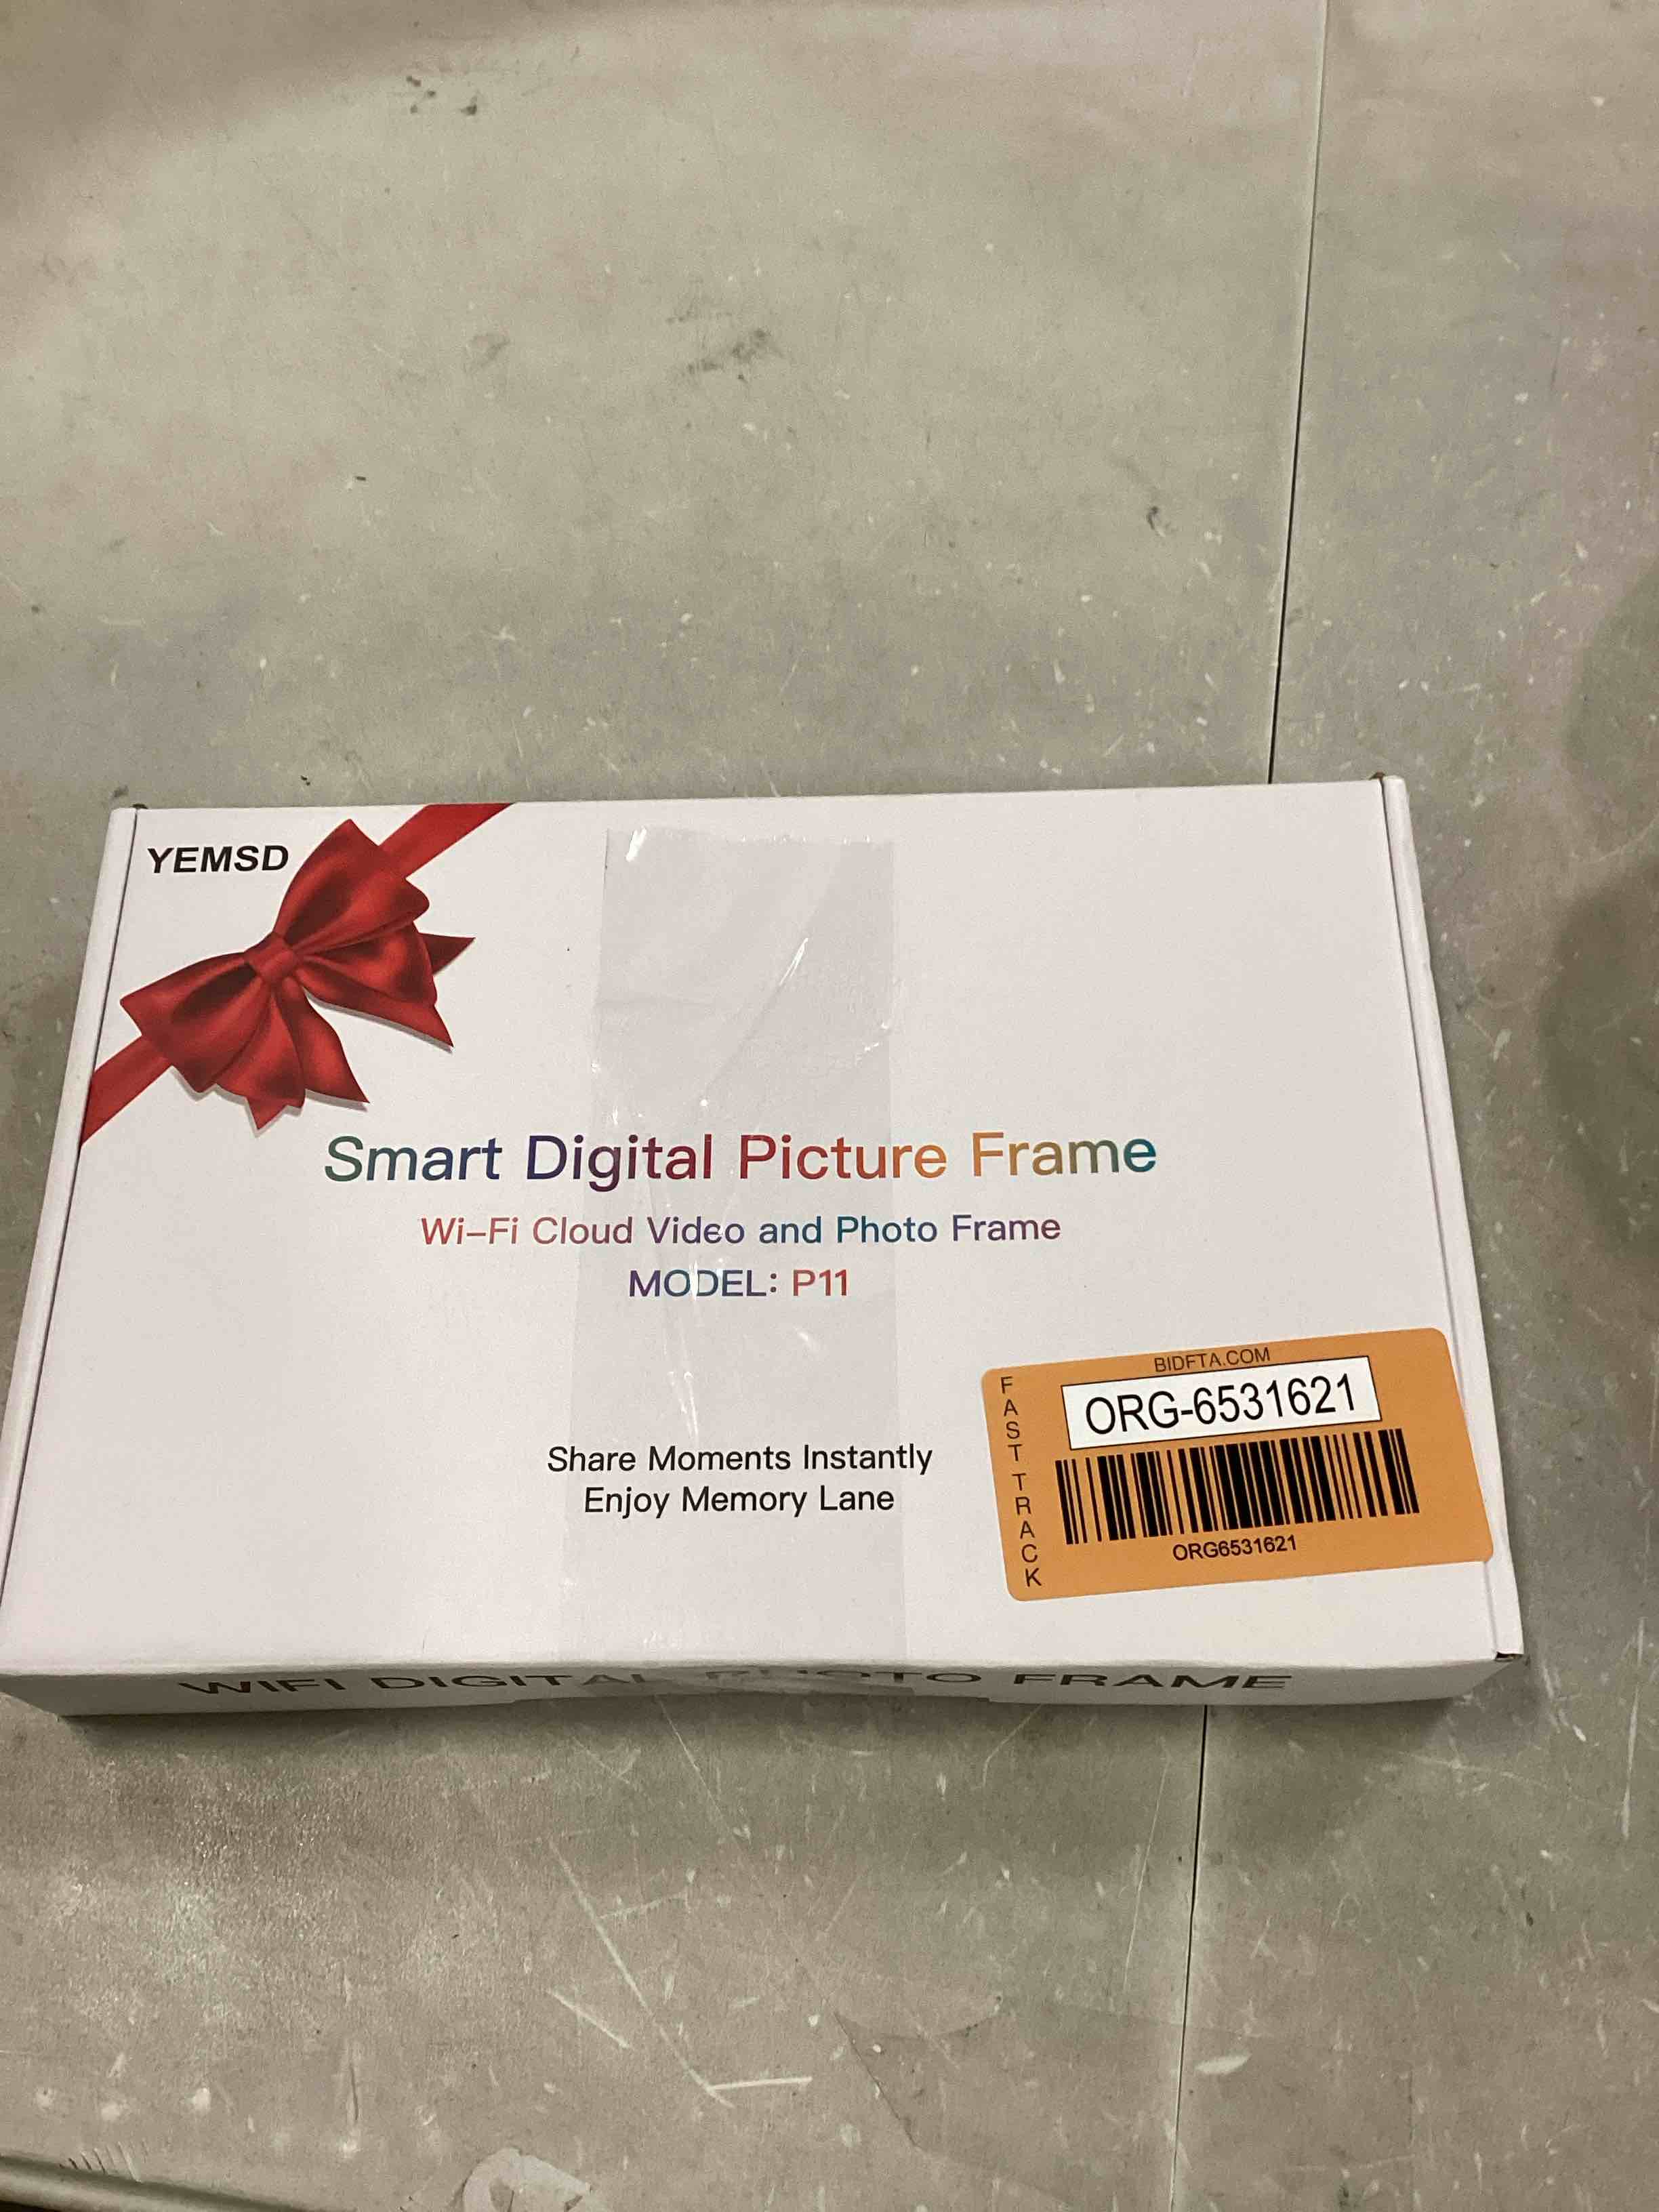 YEMSD
Smart Digital Picture Frame
Wi-Fi Cloud Video and Photo Frame
MODEL: P11
Share Moments Instantly
Enjoy Memory Lane
BIDFTA.COM
FAST TRACK
ORG-6531621
ORG6531621
WIFI DIGITAL PHOTO FRAME